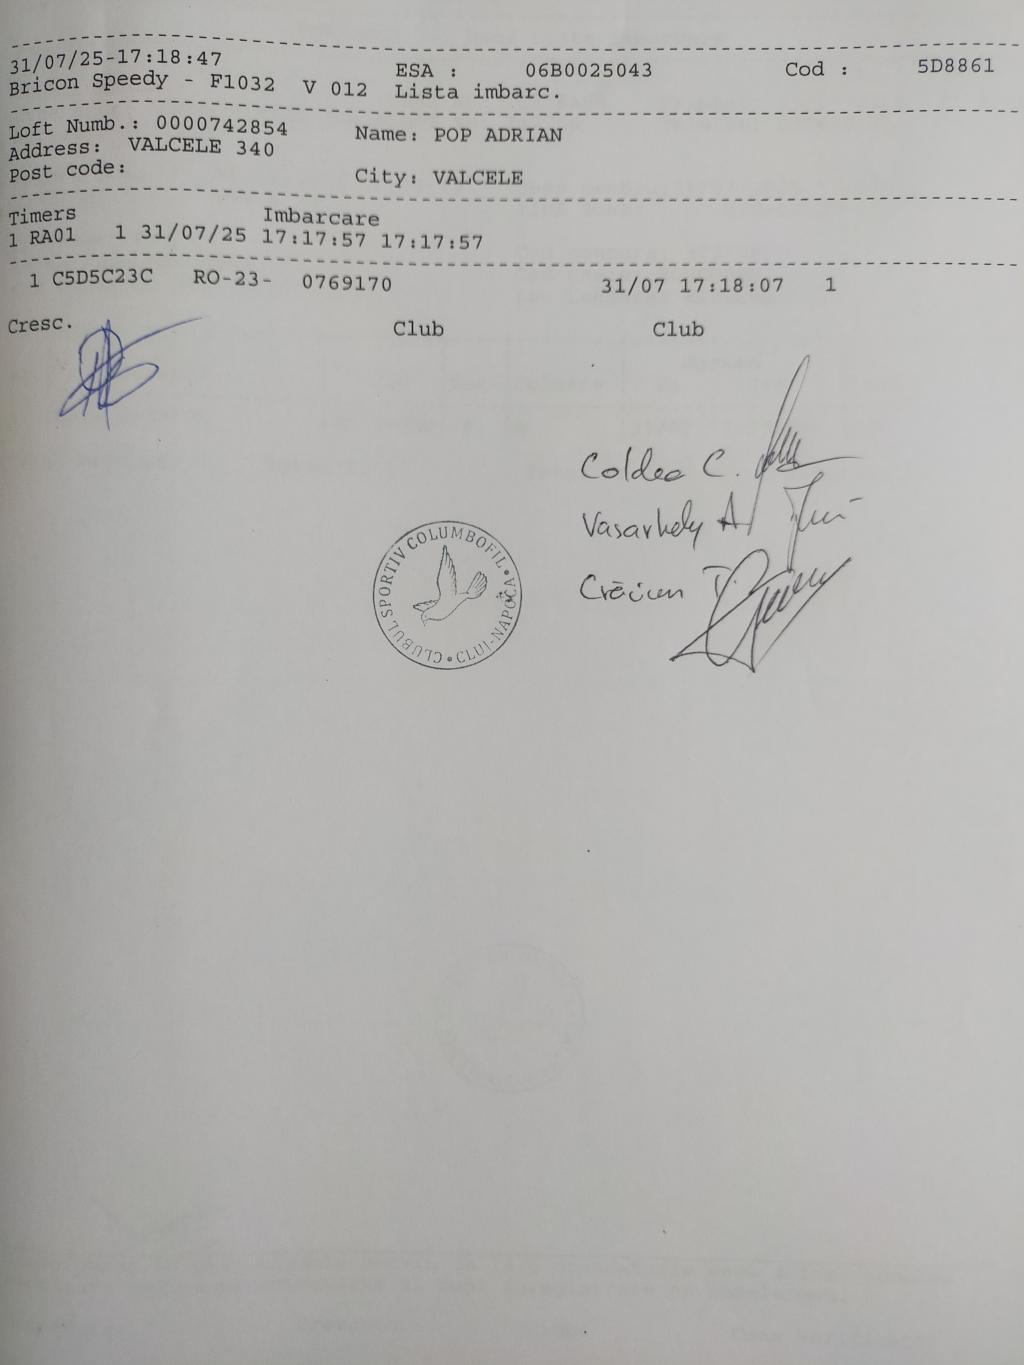 31/07/25-17:18:47 ESA : 06B0025043 Cod : 5D8861
Bricon Speedy - F1032 V 012 Lista imbarc.
Loft Numb.: 0000742854 Name: POP ADRIAN
Address: VALCELE 340
Post code: City: VALCELE
Timers Imbarcare
1 RA01 1 31/07/25 17:17:57 17:17:57
1 C5D5C23C RO-23- 0769170 31/07 17:18:07 1
Cresc. Club Club
Coldea C.
Vasarhely A
CLUBUL SPORTIV COLUMBOFIL • CLUJ-NAPOCA •
Crăciun